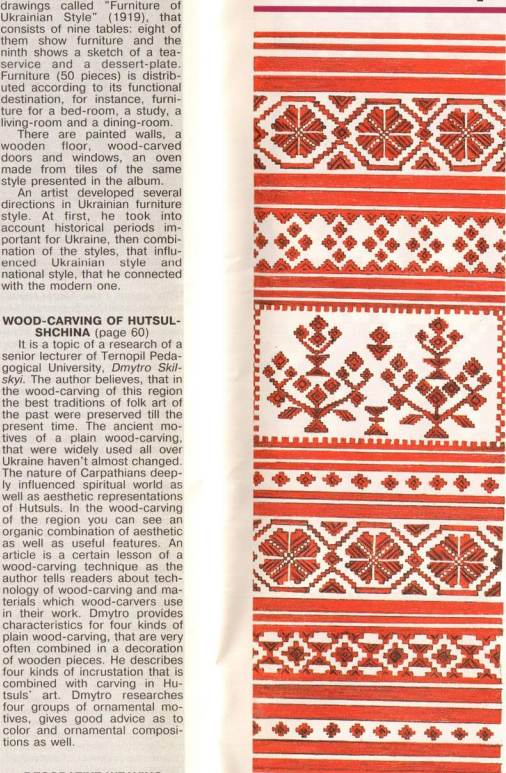 drawings called "Furniture of
Ukrainian Style" (1919), that
consists of nine tables: eight of
them show furniture and the
ninth shows a sketch of a tea-
service and a dessert-plate.
Furniture (50 pieces) is distrib-
uted according to its functional
destination, for instance, furni-
ture for a bed-room, a study, a
living-room and a dining-room.
There are painted walls, a
wooden floor, wood-carved
doors and windows, an oven
made from tiles of the same
style presented in the album.
An artist developed several
directions in Ukrainian furniture
style. At first, he took into
account historical periods im-
portant for Ukraine, then combi-
nation of the styles, that influ-
enced Ukrainian style and
national style, that he connected
with the modern one.
WOOD-CARVING OF HUTSUL-
SHCHINA (page 60)
It is a topic of a research of a
senior lecturer of Ternopil Peda-
gogical University, Dmytro Skil-
skyi. The author believes, that in
the wood-carving of this region
the best traditions of folk art of
the past were preserved till the
present time. The ancient mo-
tives of a plain wood-carving,
that were widely used all over
Ukraine haven't almost changed.
The nature of Carpathians deep-
ly influenced spiritual world as
well as aesthetic representations
of Hutsuls. In the wood-carving
of the region you can see an
organic combination of aesthetic
as well as useful features. An
article is a certain lesson of a
wood-carving technique as the
author tells readers about tech-
nology of wood-carving and ma-
terials which wood-carvers use
in their work. Dmytro provides
characteristics for four kinds of
plain wood-carving, that are very
often combined in a decoration
of wooden pieces. He describes
four kinds of incrustation that is
combined with carving in Hu-
tsuls' art. Dmytro researches
four groups of ornamental mo-
tives, gives good advice as to
color and ornamental composi-
tions as well.